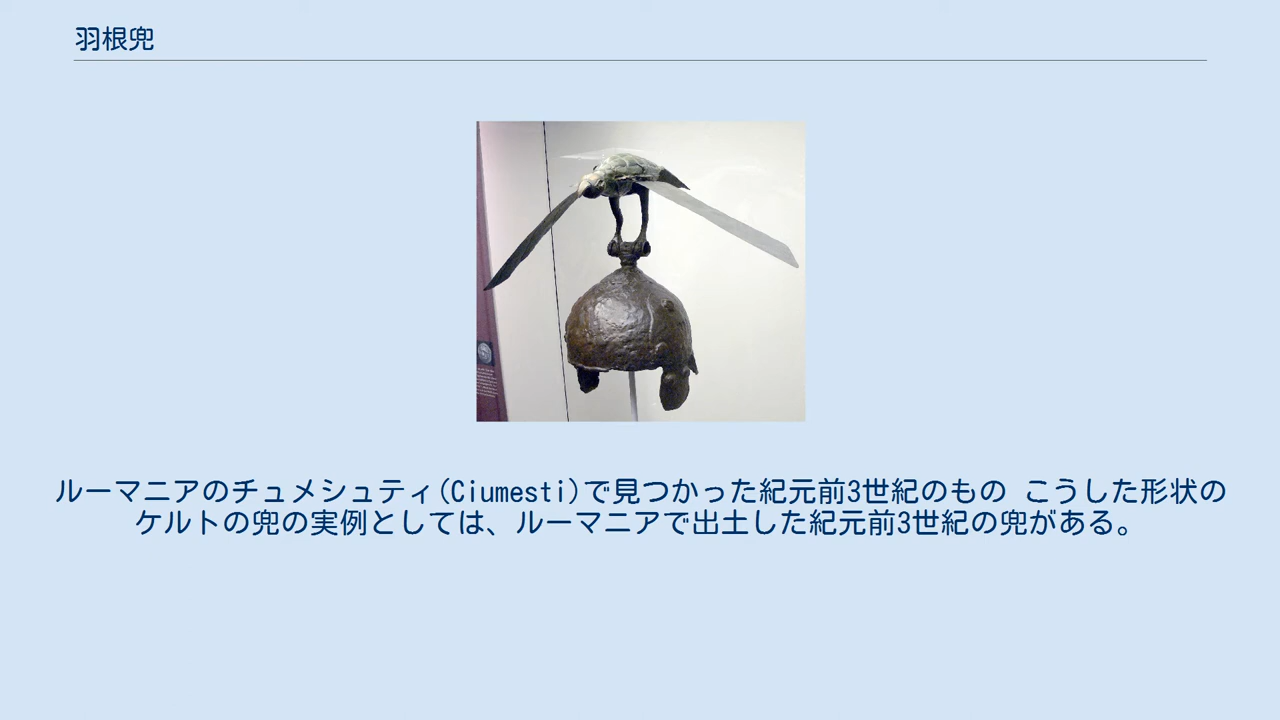 羽根兜
ルーマニアのチュメシュティ(Ciumesti)で見つかった紀元前3世紀のもの こうした形状の
ケルトの兜の実例としては、ルーマニアで出土した紀元前3世紀の兜がある。